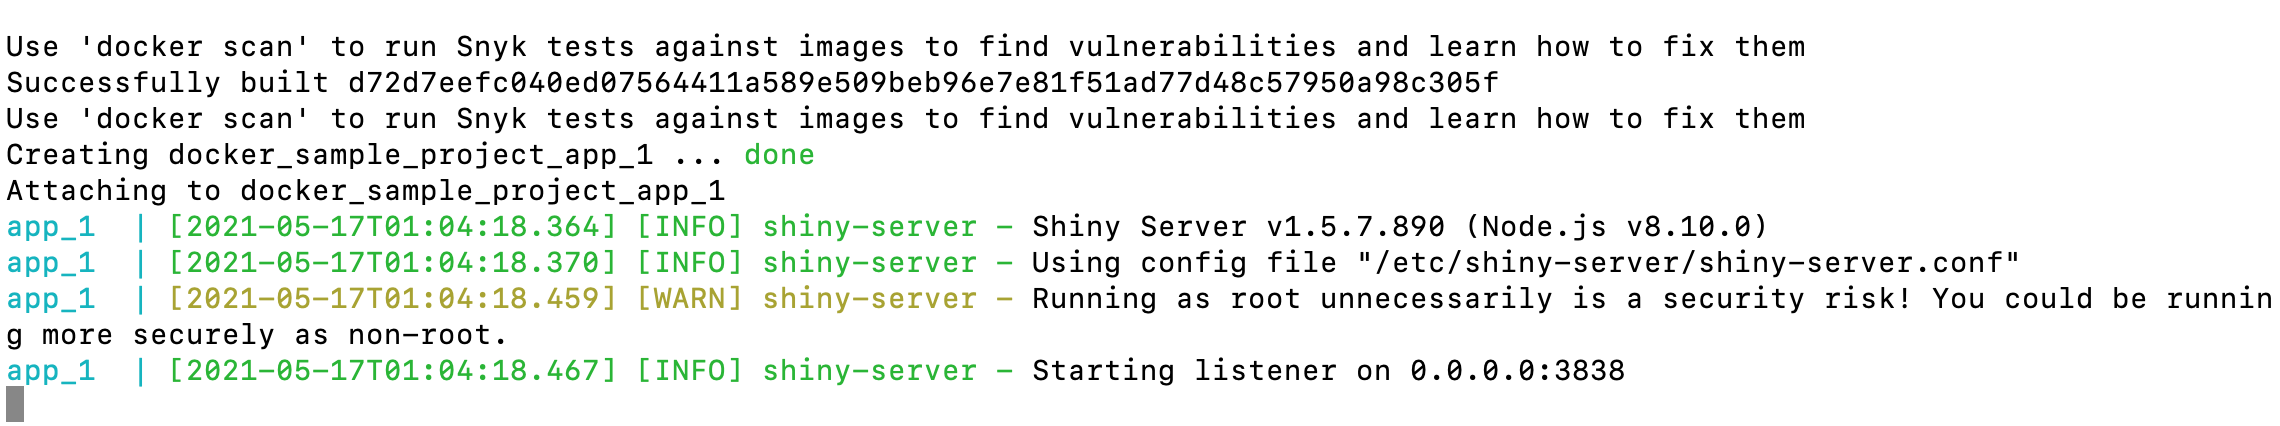 Use 'docker scan' to run Snyk tests against images to find vulnerabilities and learn how to fix them
Successfully built d72d7eefc040ed07564411a589e509beb96e7e81f51ad77d48c57950a98c305f
Use 'docker scan' to run Snyk tests against images to find vulnerabilities and learn how to fix them
Creating docker_sample_project_app_1 ... done
Attaching to docker_sample_project_app_1
app_1  | [2021-05-17T01:04:18.364] [INFO] shiny-server - Shiny Server v1.5.7.890 (Node.js v8.10.0)
app_1  | [2021-05-17T01:04:18.370] [INFO] shiny-server - Using config file "/etc/shiny-server/shiny-server.conf"
app_1  | [2021-05-17T01:04:18.459] [WARN] shiny-server - Running as root unnecessarily is a security risk! You could be runnin
g more securely as non-root.
app_1  | [2021-05-17T01:04:18.467] [INFO] shiny-server - Starting listener on 0.0.0.0:3838